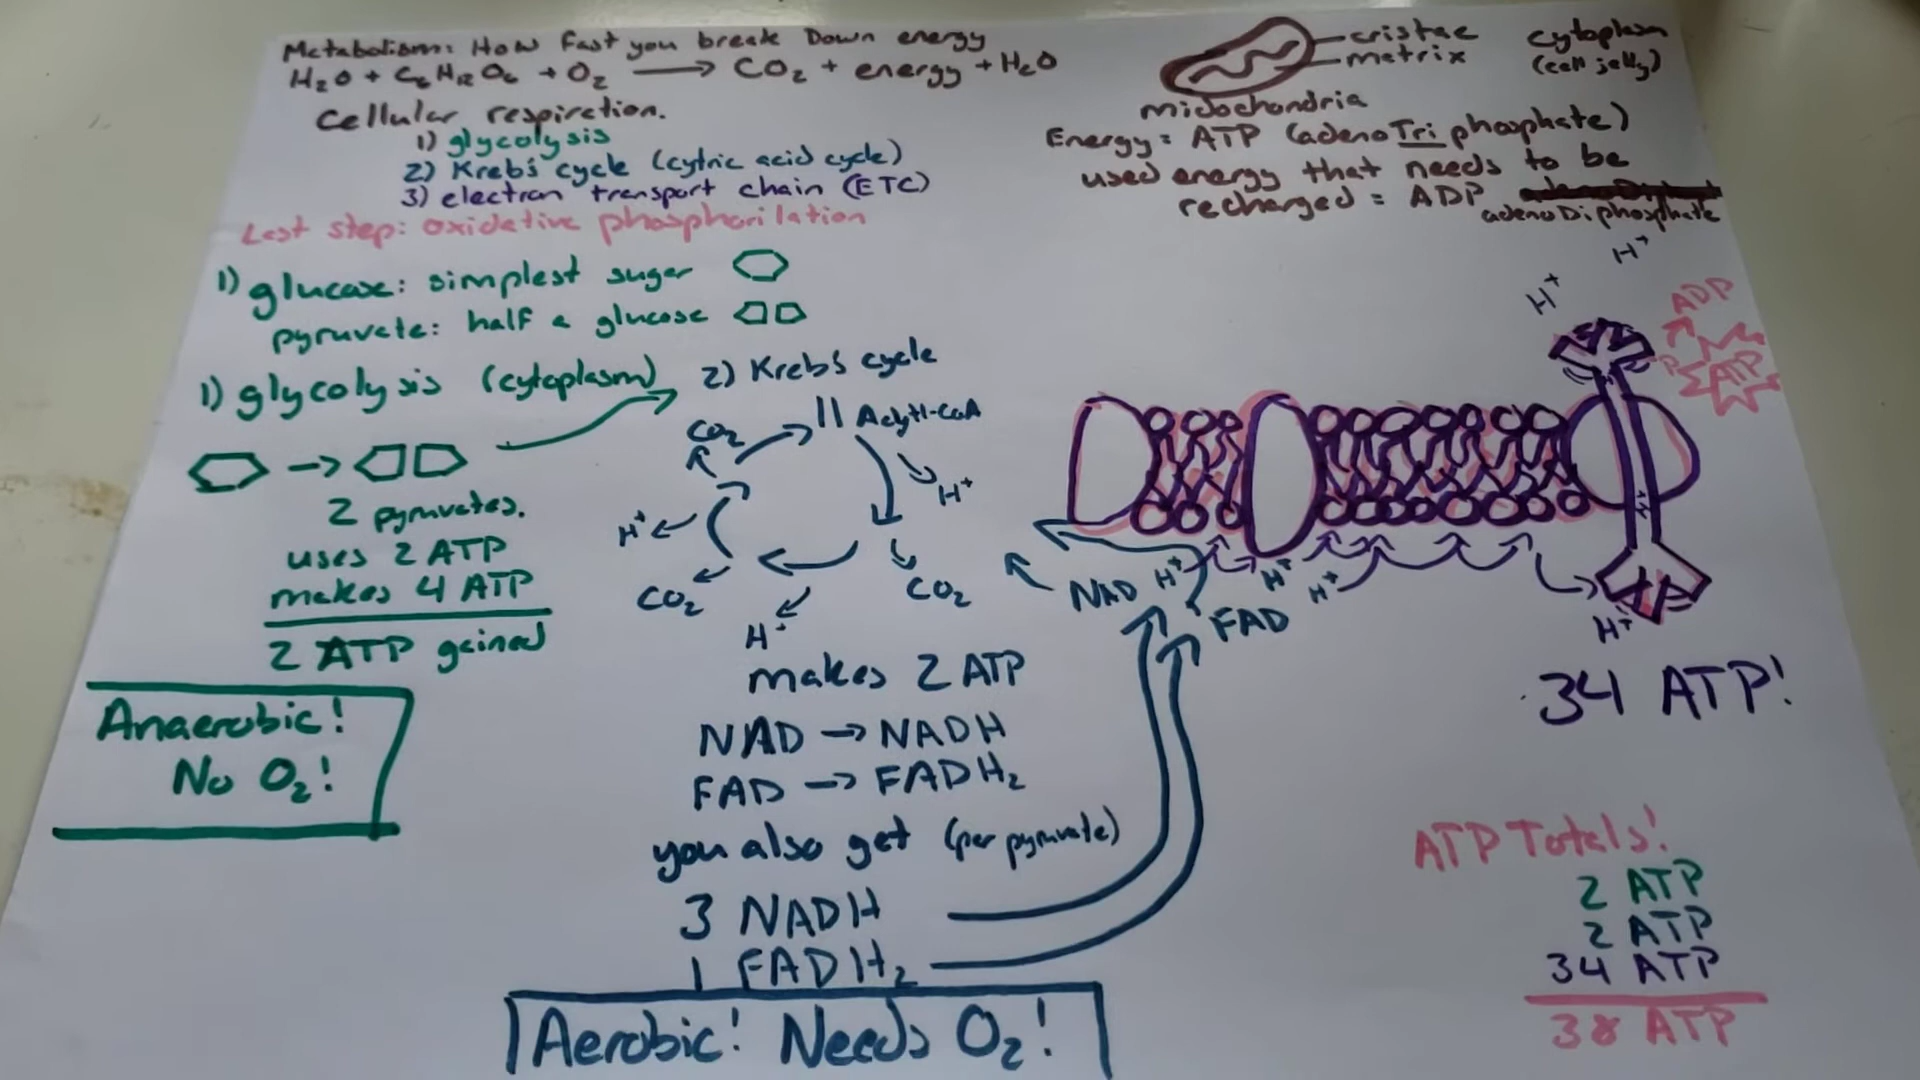 Metabolism: How fast you break Down energy
H₂O + C₆H₁₂O₆ + O₂ → CO₂ + energy + H₂O
Cellular respiration.
1) glycolysis
2) Krebs cycle (cytric acid cycle)
3) electron transport chain (ETC)
Last step: oxidative phosphorilation
cristae
matrix
midochondria
cytoplasm
(cell jelly)
Energy = ATP (adenoTri phosphate)
used energy that needs to be
recharged = ADP
adenoDiphosphate
1) glucose: simplest sugar
pyruvate: half a glucose
1) glycolysis (cytoplasm)
2 pyruvates.
uses 2 ATP
makes 4 ATP
2 ATP gained
Anaerobic!
No O₂!
2) Krebs cycle
Acetyl-CoA
CO₂
H⁺
H⁺
CO₂
CO₂
H⁺
makes 2 ATP
NAD → NADH
FAD → FADH₂
you also get (per pyruvate)
3 NADH
1 FADH₂
Aerobic! Needs O₂!
H⁺
H⁺
ADP
P
ATP
NAD
H⁺
H⁺
H⁺
FAD
H⁺
34 ATP!
ATP Totals!
2 ATP
2 ATP
34 ATP
38 ATP